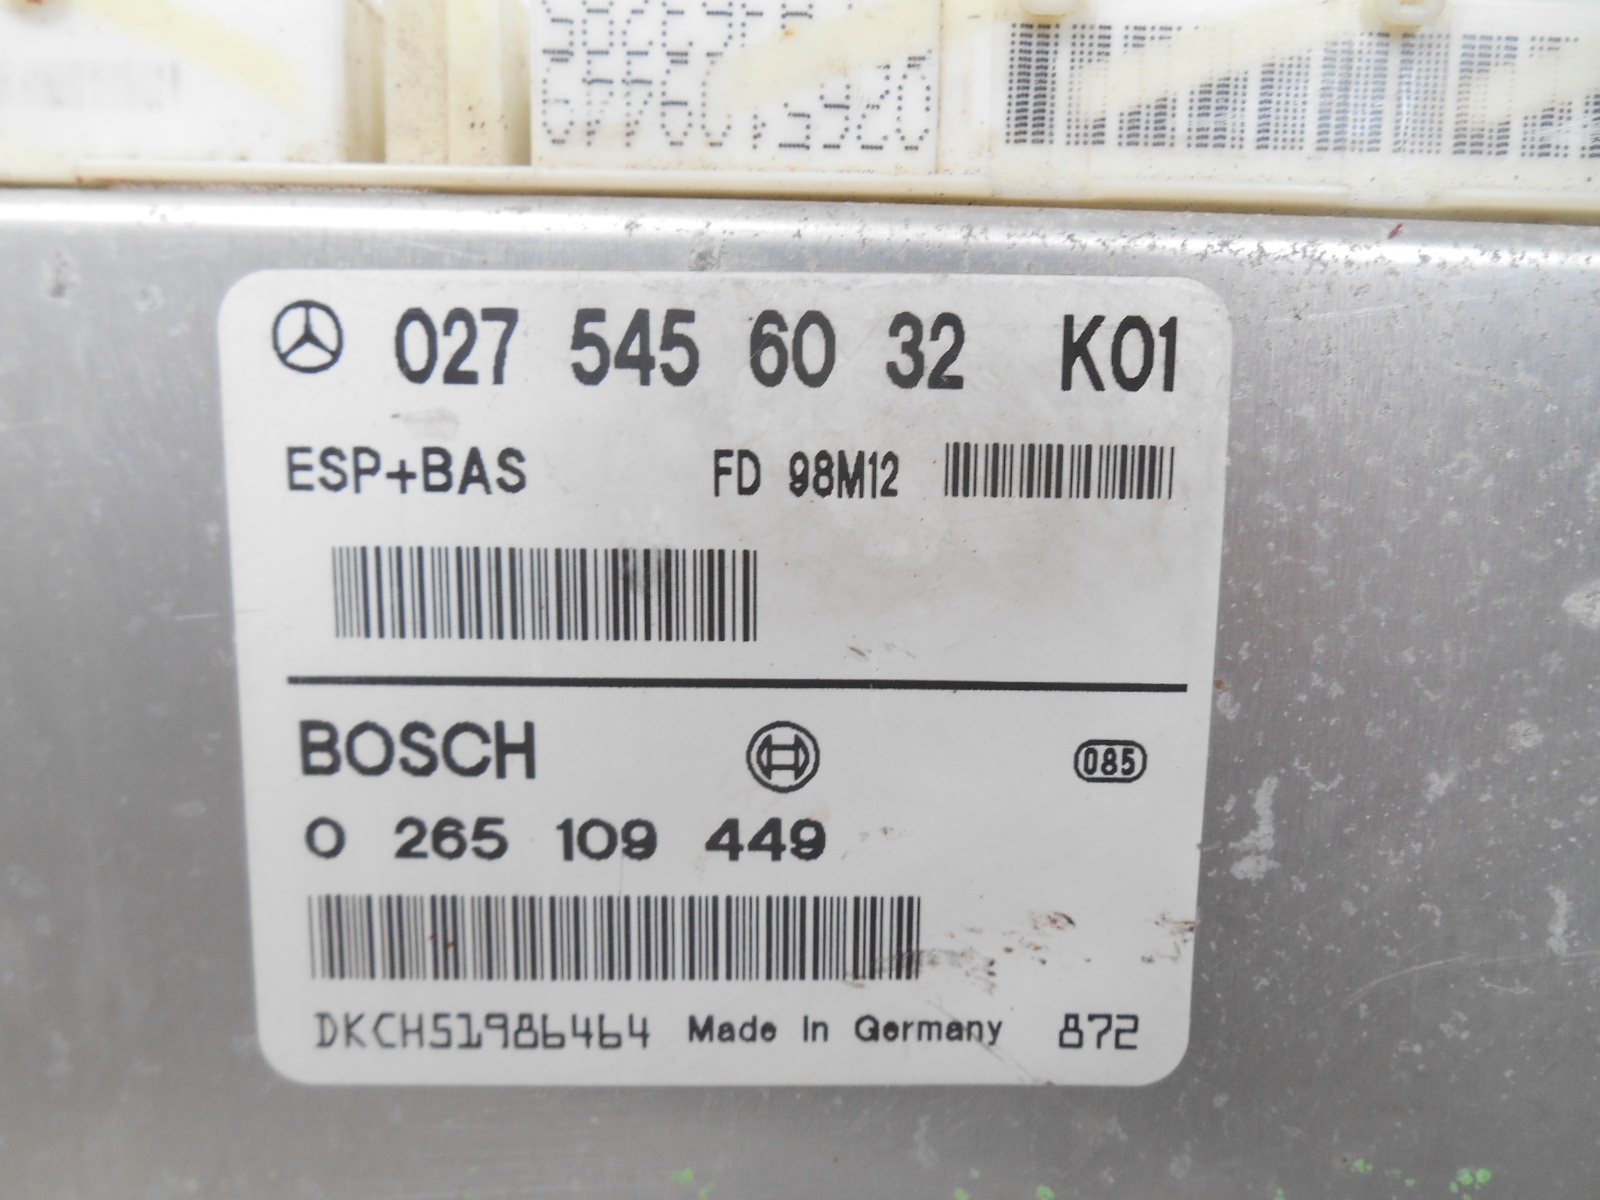 027 545 60 32 K01
ESP+BAS FD 98M12
BOSCH
085
0 265 109 449
DKCH51986464 Made In Germany 872